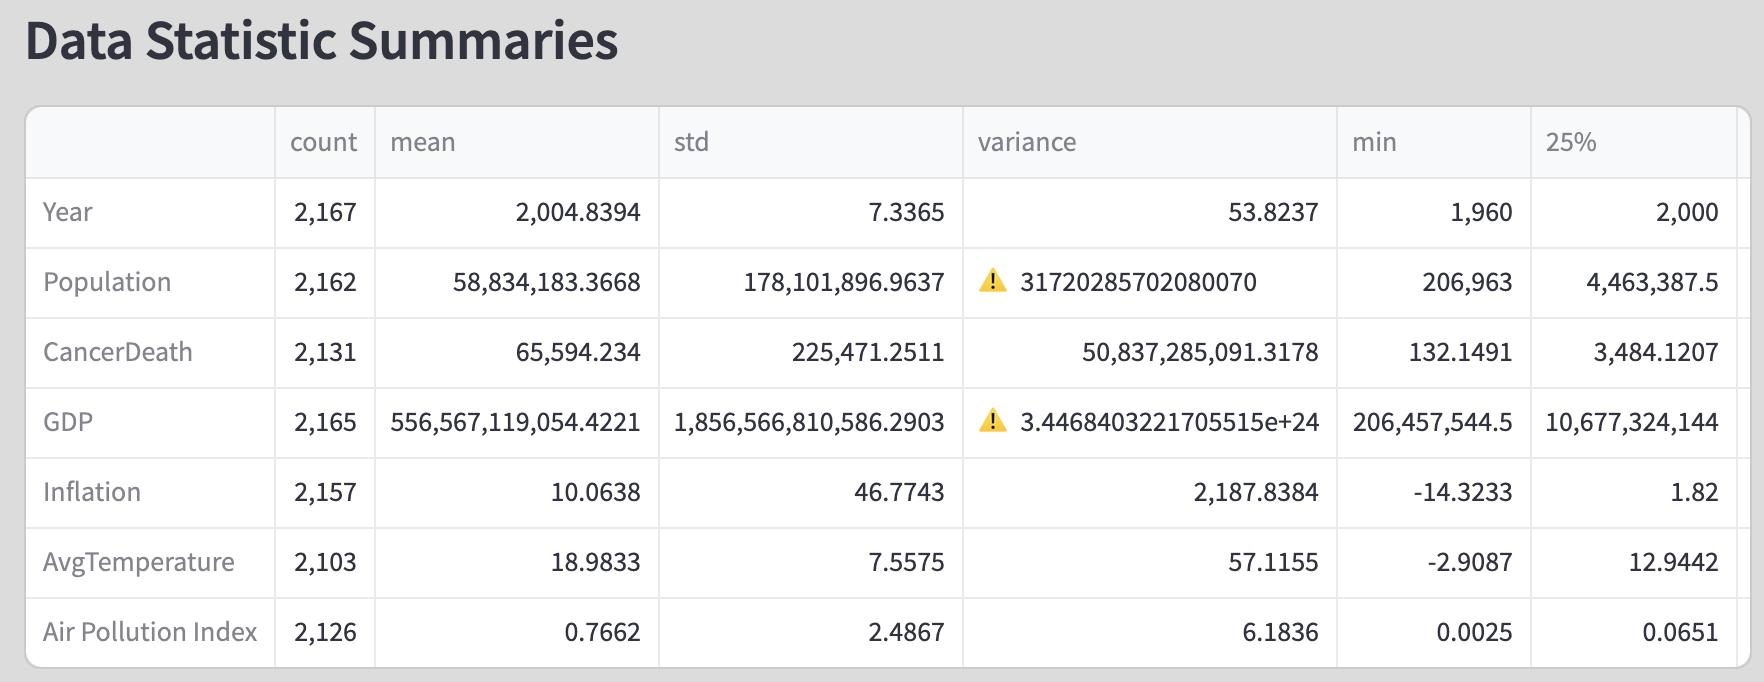 Data Statistic Summaries
count mean std variance min 25%
Year 2,167 2,004.8394 7.3365 53.8237 1,960 2,000
Population 2,162 58,834,183.3668 178,101,896.9637 31720285702080070 206,963 4,463,387.5
CancerDeath 2,131 65,594.234 225,471.2511 50,837,285,091.3178 132.1491 3,484.1207
GDP 2,165 556,567,119,054.4221 1,856,566,810,586.2903 3.4468403221705515e+24 206,457,544.5 10,677,324,144
Inflation 2,157 10.0638 46.7743 2,187.8384 -14.3233 1.82
AvgTemperature 2,103 18.9833 7.5575 57.1155 -2.9087 12.9442
Air Pollution Index 2,126 0.7662 2.4867 6.1836 0.0025 0.0651